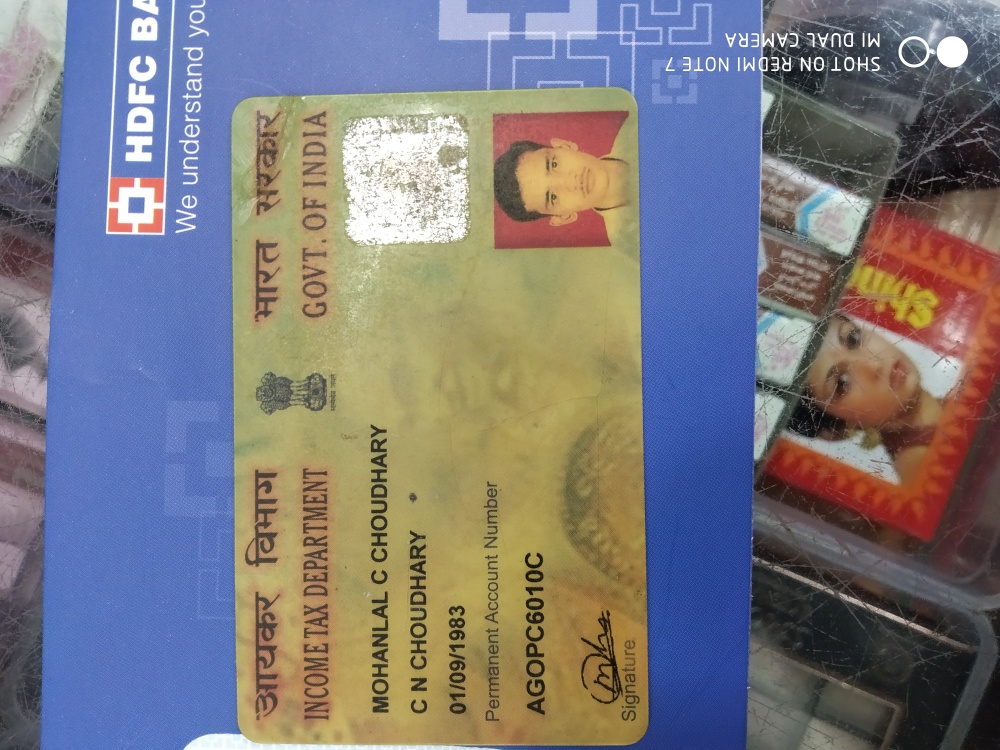 HDFC BA
We understand you
आयकर विभाग
भारत सरकार
INCOME TAX DEPARTMENT
GOVT. OF INDIA
MOHANLAL C CHOUDHARY
C N CHOUDHARY
01/09/1983
Permanent Account Number
AGOPC6010C
Signature
SHOT ON REDMI NOTE 7
MI DUAL CAMERA